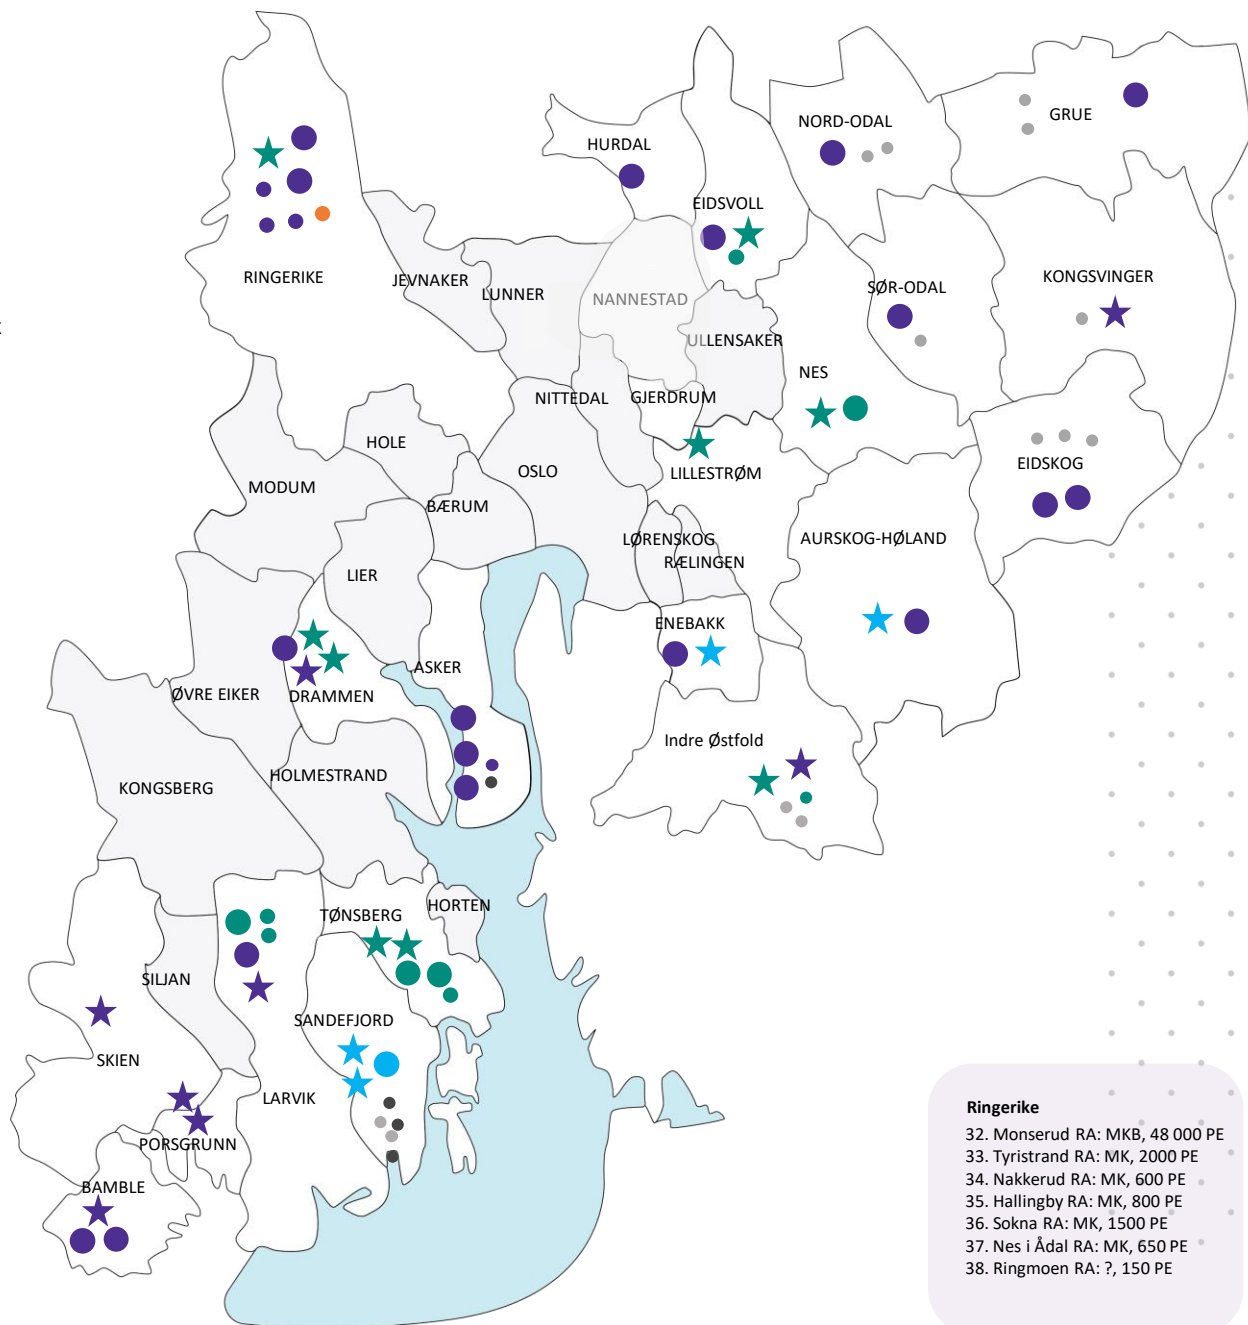 NORD-ODAL
GRUE
HURDAL
EIDSVOLL
RINGERIKE
JEVNAKER
LUNNER
NANNESTAD
SØR-ODAL
KONGSVINGER
ULLENSAKER
NES
NITTEDAL
GJERDRUM
HOLE
OSLO
LILLESTRØM
EIDSKOG
MODUM
BÆRUM
LØRENSKOG
AURSKOG-HØLAND
RÆLINGEN
LIER
ENEBAKK
ASKER
ØVRE EIKER
DRAMMEN
Indre Østfold
HOLMESTRAND
KONGSBERG
TØNSBERG
HORTEN
SILJAN
SANDEFJORD
SKIEN
LARVIK
PORSGRUNN
BAMBLE
Ringerike
32. Monserud RA: MKB, 48 000 PE
33. Tyristrand RA: MK, 2000 PE
34. Nakkerud RA: MK, 600 PE
35. Hallingby RA: MK, 800 PE
36. Sokna RA: MK, 1500 PE
37. Nes i Ådal RA: MK, 650 PE
38. Ringmoen RA: ?, 150 PE